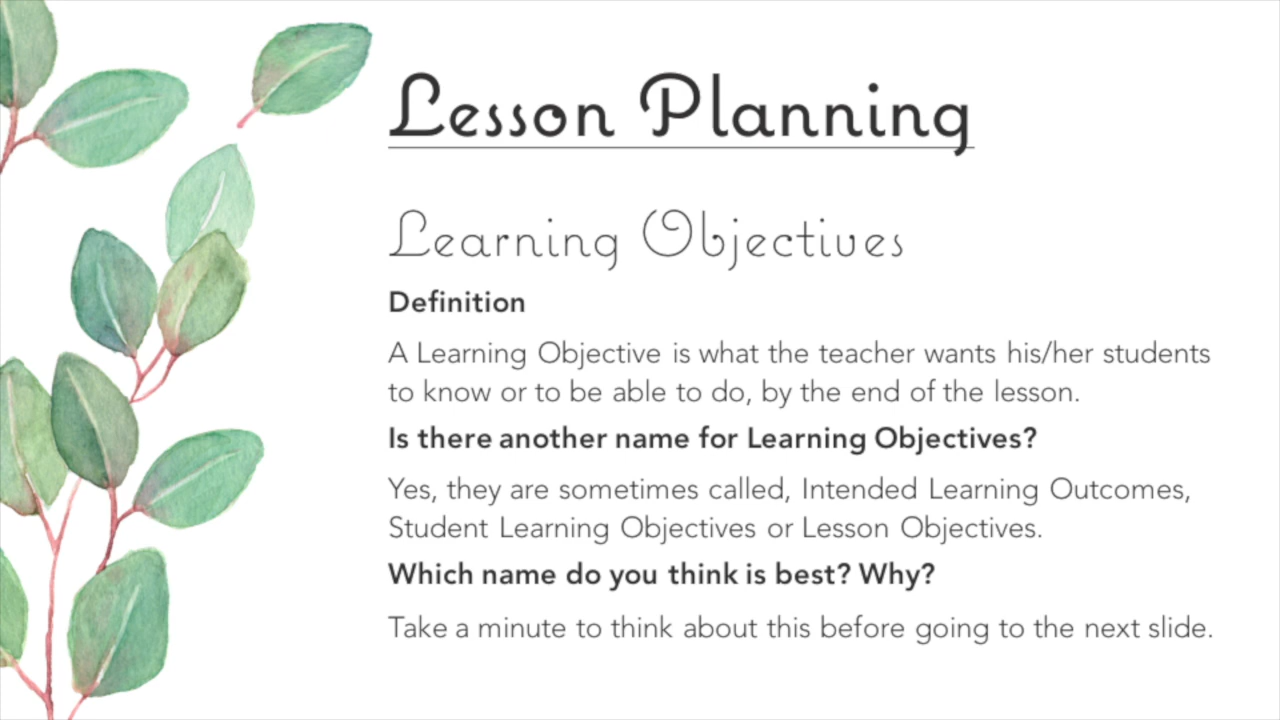 Lesson Planning
Learning Objectives
Definition
A Learning Objective is what the teacher wants his/her students
to know or to be able to do, by the end of the lesson.
Is there another name for Learning Objectives?
Yes, they are sometimes called, Intended Learning Outcomes,
Student Learning Objectives or Lesson Objectives.
Which name do you think is best? Why?
Take a minute to think about this before going to the next slide.